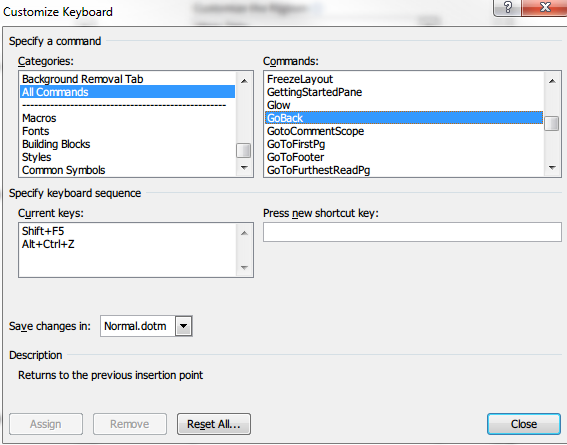 Customize Keyboard
Specify a command
Categories:
Background Removal Tab
All Commands
------------------------------------------------
Macros
Fonts
Building Blocks
Styles
Common Symbols
Commands:
FreezeLayout
GettingStartedPane
Glow
GoBack
GotoCommentScope
GoToFirstPg
GoToFooter
GoToFurthestReadPg
Specify keyboard sequence
Current keys:
Shift+F5
Alt+Ctrl+Z
Press new shortcut key:
Save changes in: Normal.dotm
Description
Returns to the previous insertion point
Assign Remove Reset All... Close